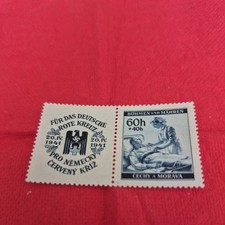 FÜR DAS DEUTSCHE
ROTE KREUZ
20.IV. 1941
20.IV. 1941
PRO NĚMECKÝ
ČERVENÝ KŘÍŽ
BÖHMEN UND MÄHREN
60h
+40h
ČECHY A MORAVA